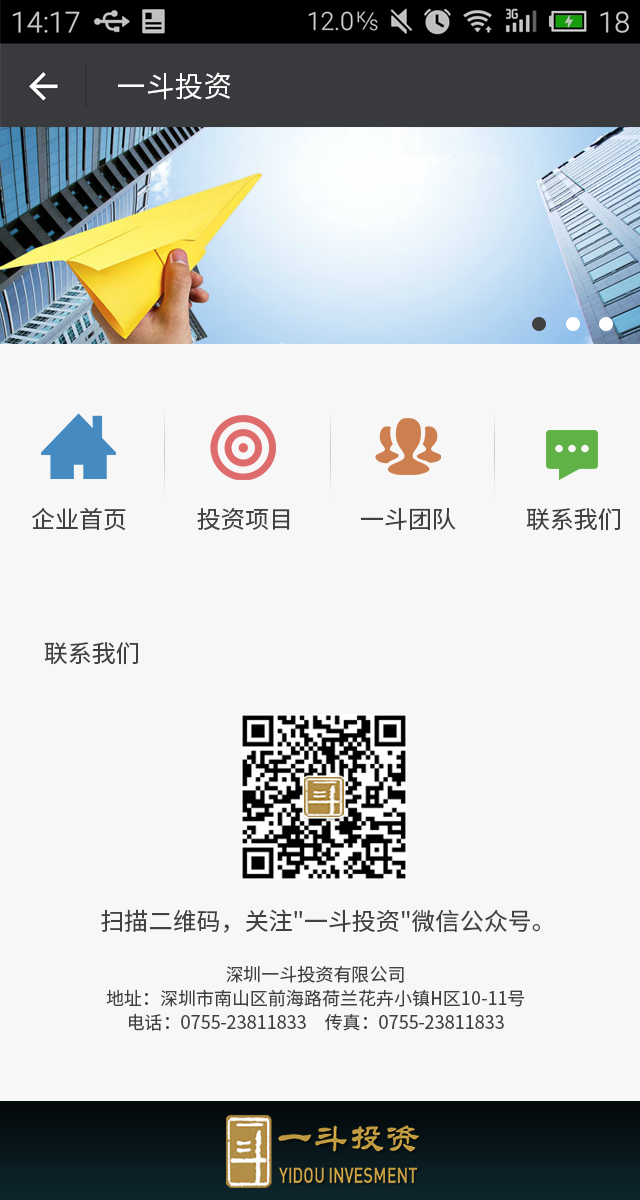 14:17 12.0K/s 3G 18
一斗投资
企业首页 投资项目 一斗团队 联系我们
联系我们
斗
扫描二维码，关注"一斗投资"微信公众号。
深圳一斗投资有限公司
地址：深圳市南山区前海路荷兰花卉小镇H区10-11号
电话：0755-23811833 传真：0755-23811833
一斗投资
YIDOU INVESMENT